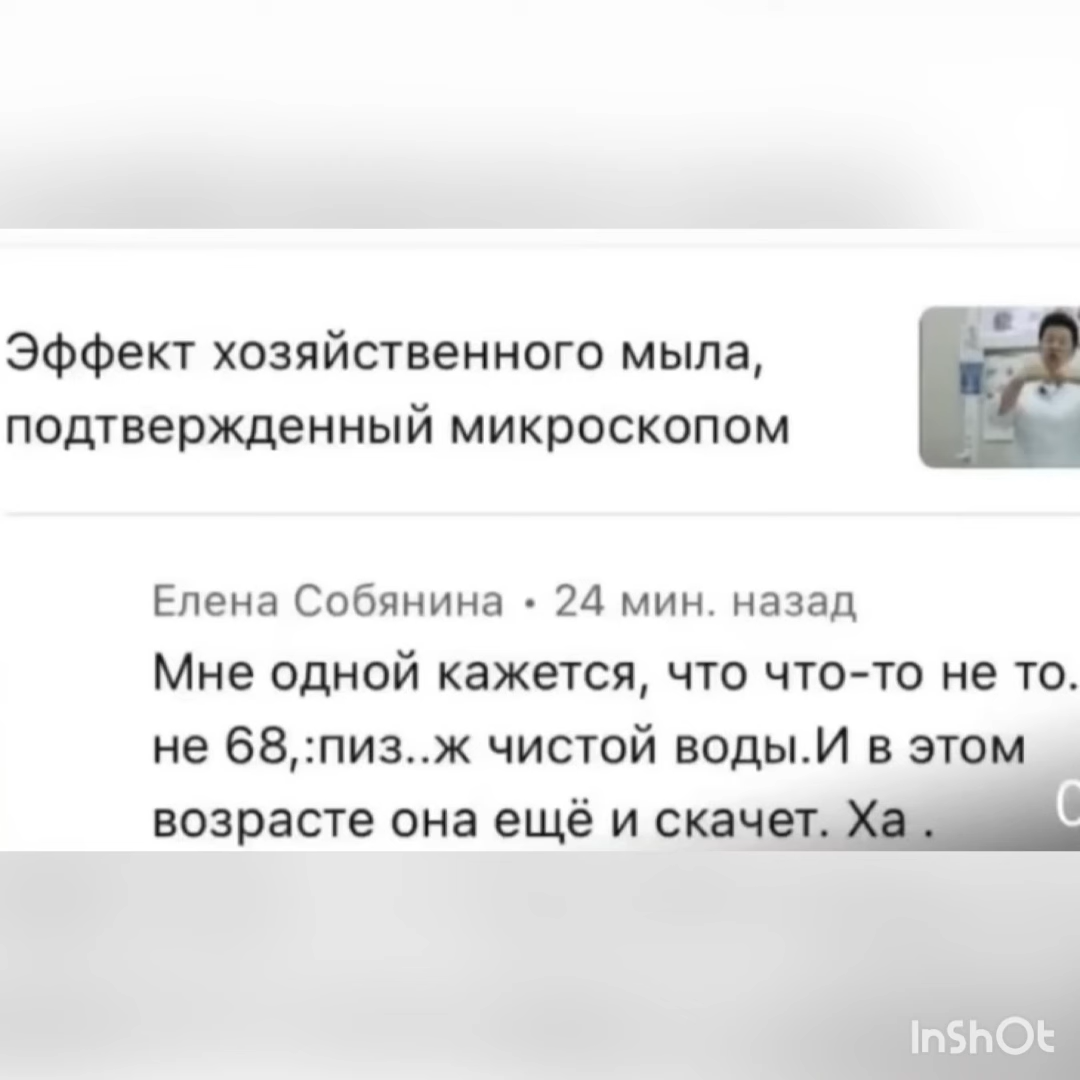 Эффект хозяйственного мыла,
подтвержденный микроскопом
Елена Собянина • 24 мин. назад
Мне одной кажется, что что-то не то.
не 68,:пиз..ж чистой воды.И в этом
возрасте она ещё и скачет. Ха .
InShOt